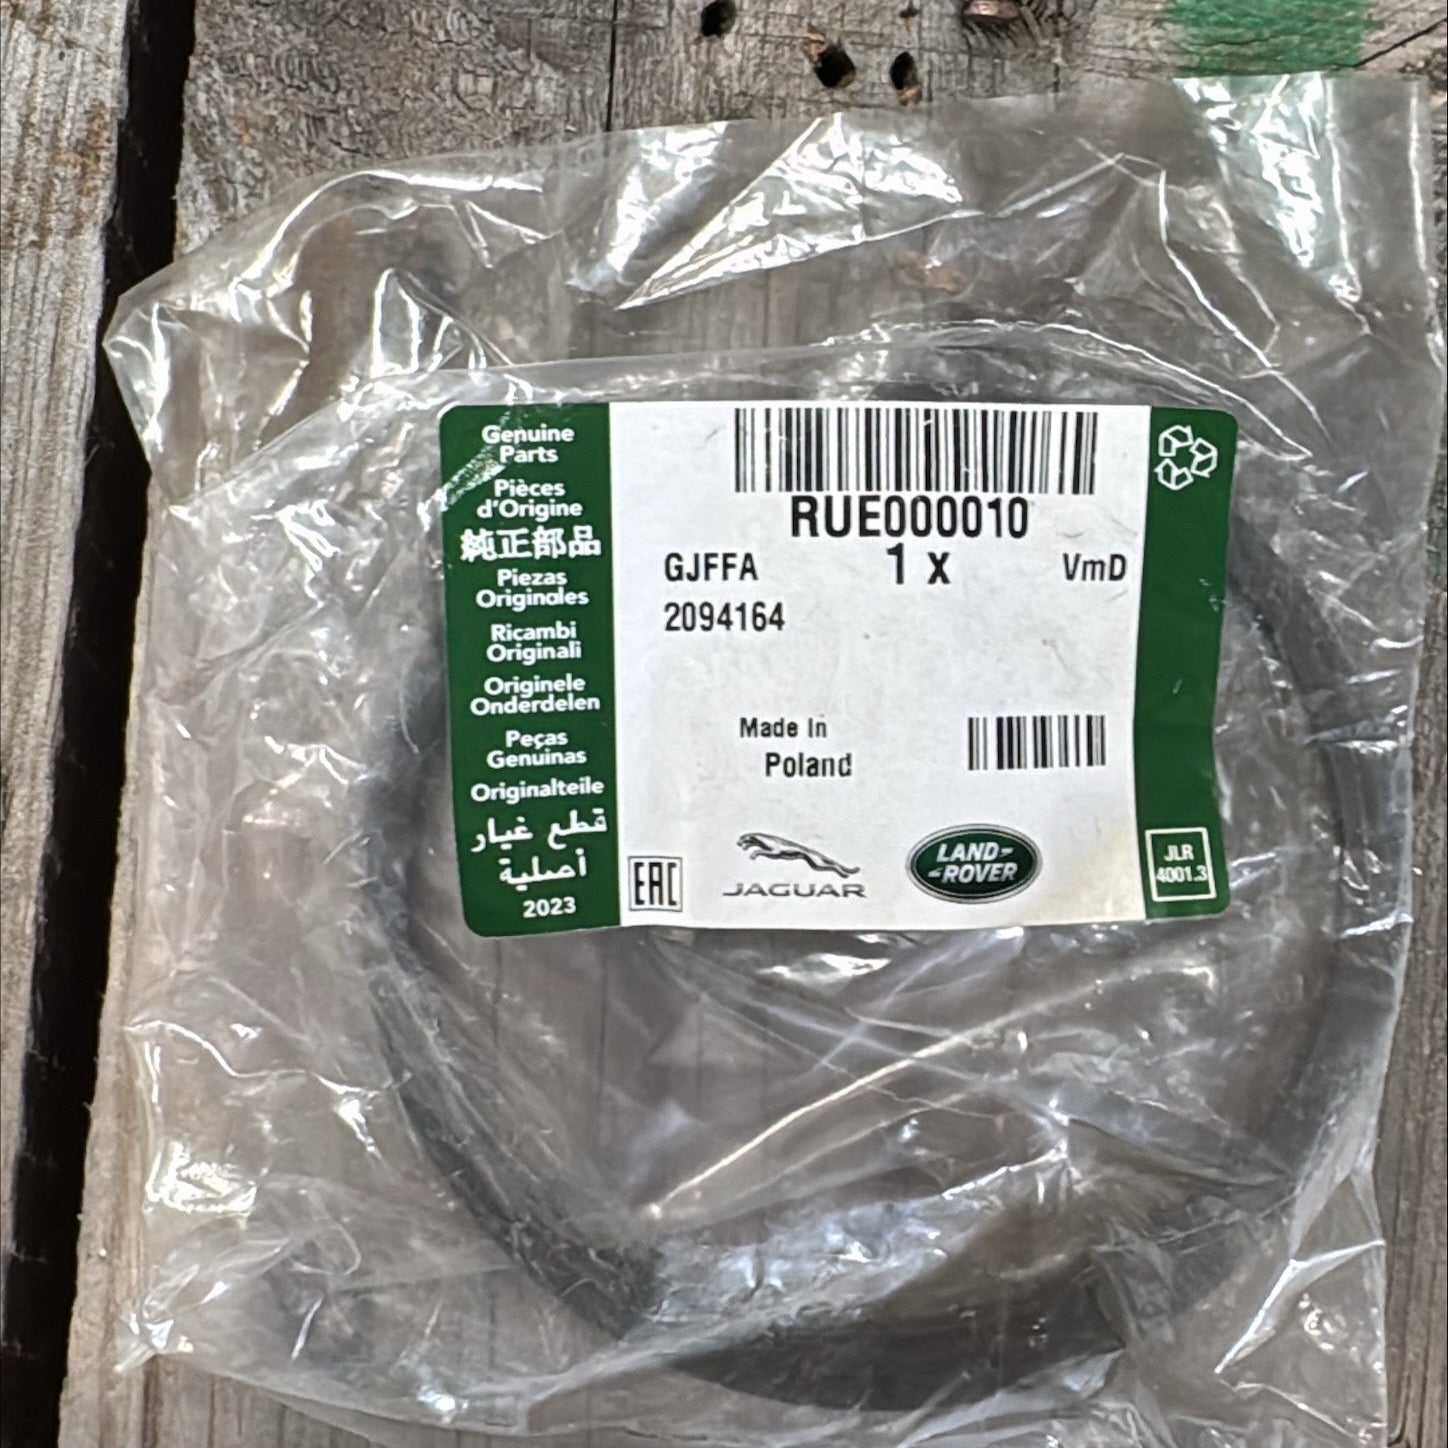 Genuine
Parts
Pièces
d'Origine
純正部品
Piezas
Originales
Ricambi
Originali
Originele
Onderdelen
Peças
Genuinas
Originalteile
قطع غيار
أصلية
2023
RUE000010
GJFFA 1 x VmD
2094164
Made In
Poland
EAC
JAGUAR
LAND-
-ROVER
JLR
4001.3